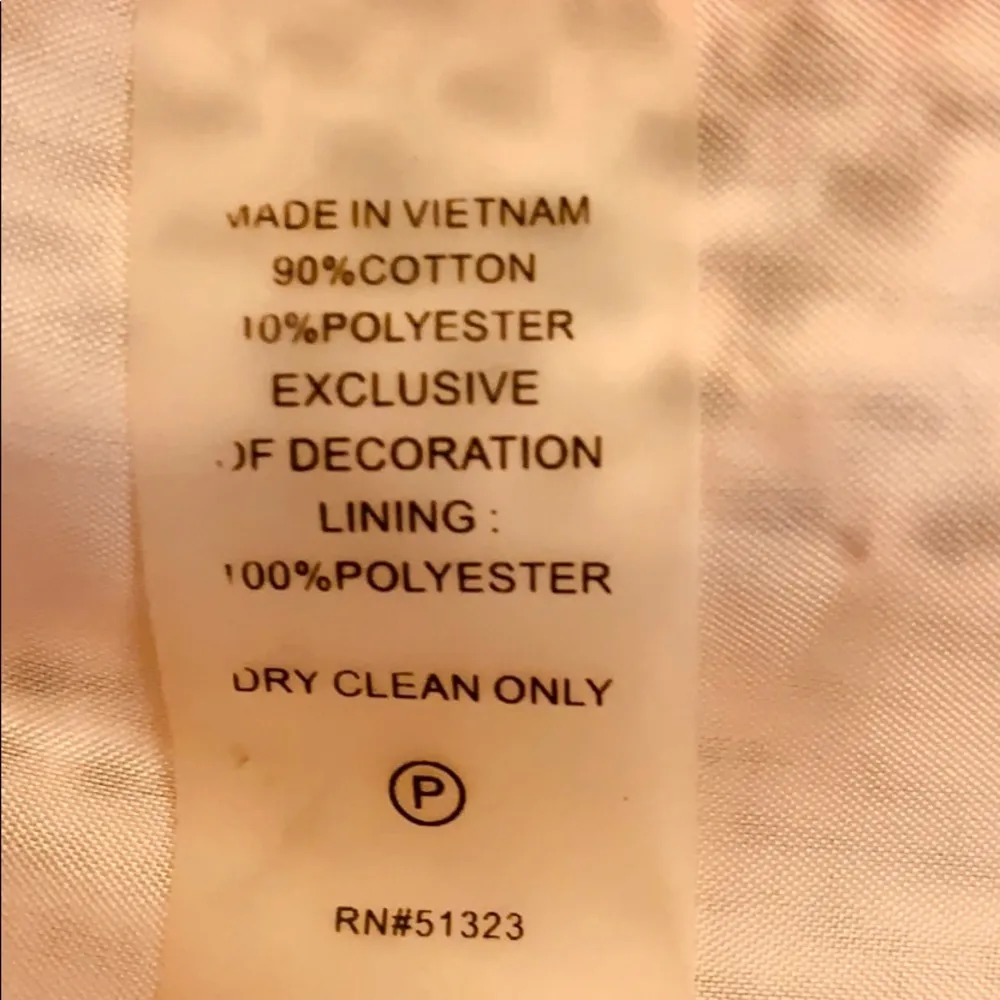 MADE IN VIETNAM
90%COTTON
10%POLYESTER
EXCLUSIVE
OF DECORATION
LINING :
100%POLYESTER
DRY CLEAN ONLY
P
RN#51323